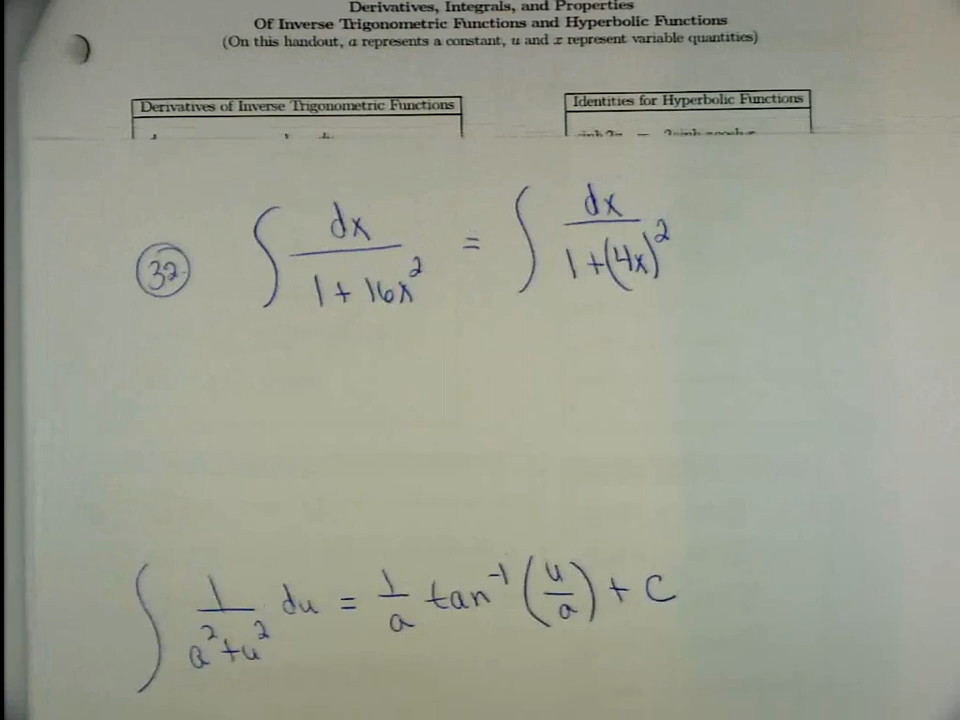 Derivatives, Integrals, and Properties
Of Inverse Trigonometric Functions and Hyperbolic Functions
(On this handout, a represents a constant, u and x represent variable quantities)
Derivatives of Inverse Trigonometric Functions
Identities for Hyperbolic Functions
(32) ∫ dx / (1 + 16x²) = ∫ dx / (1 + (4x)²)
∫ 1 / (a² + u²) du = 1/a tan⁻¹ (u/a) + C